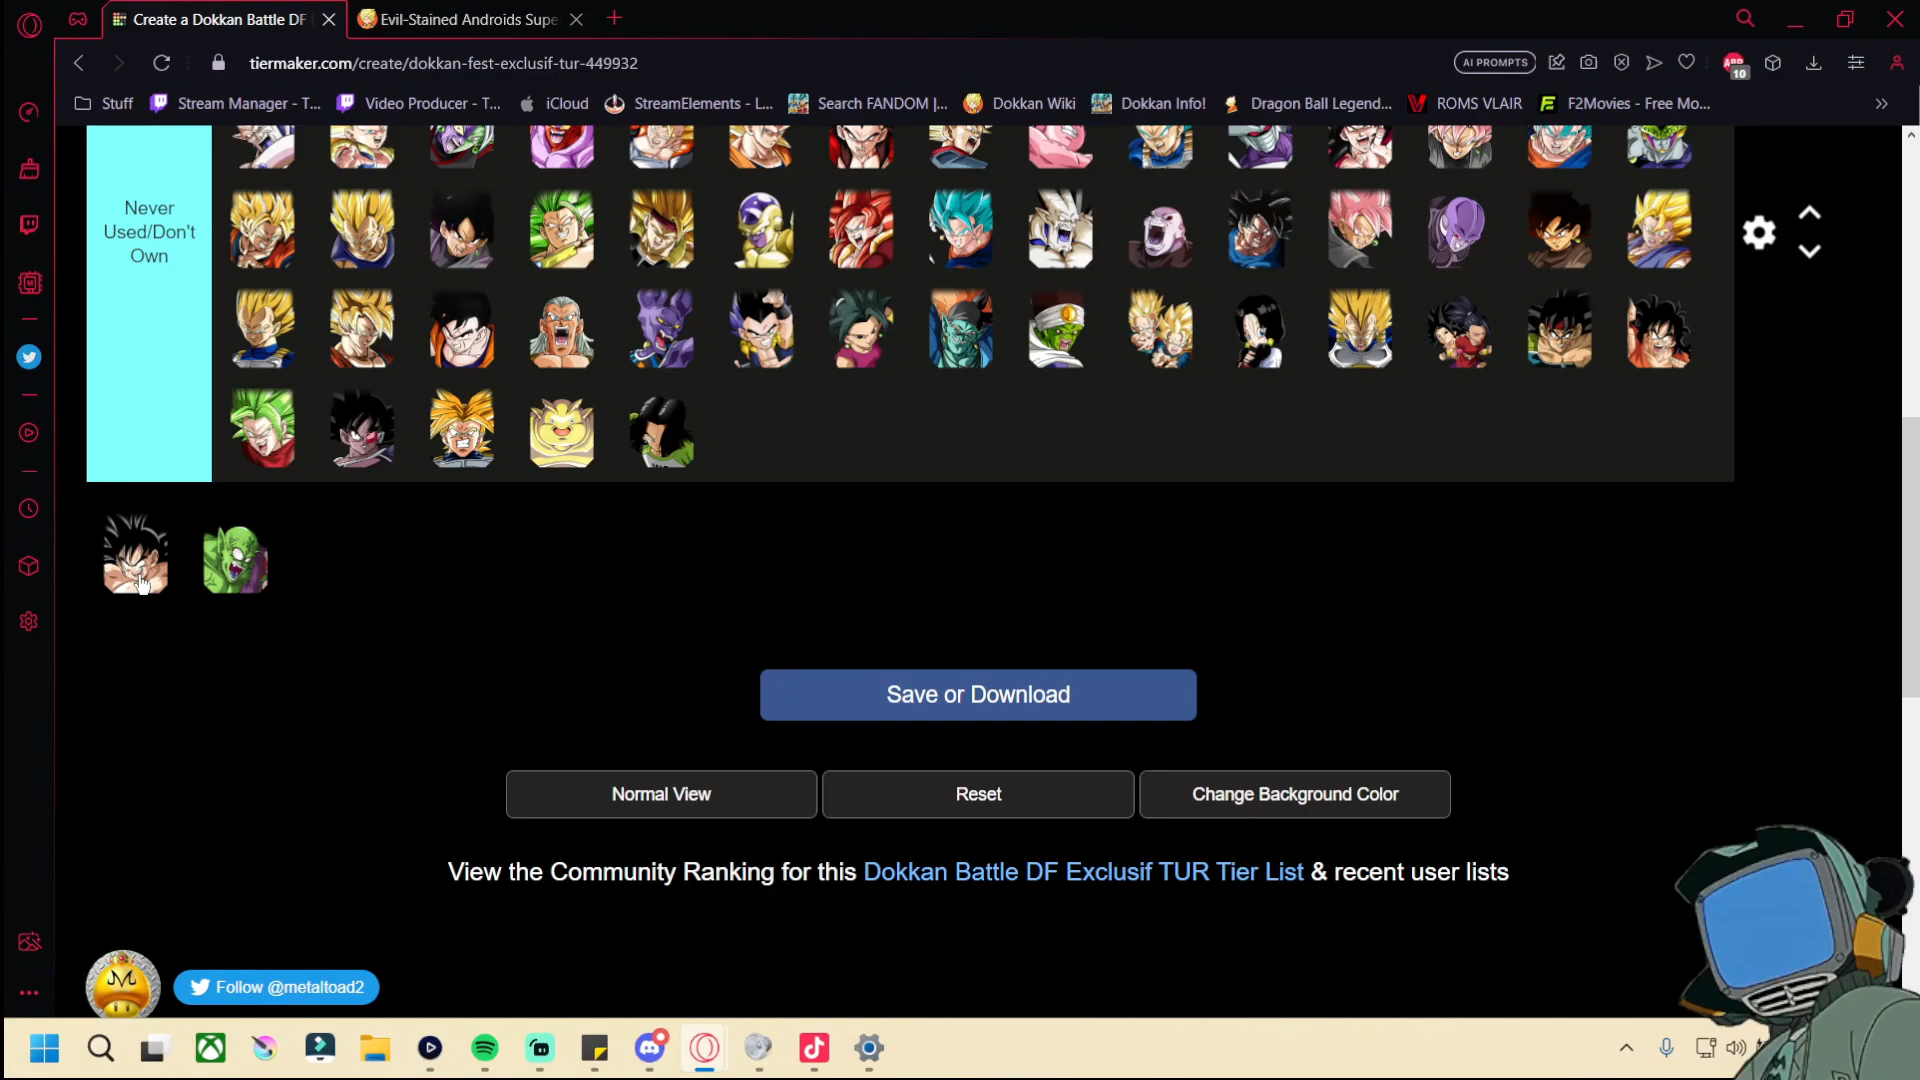 Create a Dokkan Battle DF
Evil-Stained Androids Supe
tiermaker.com/create/dokkan-fest-exclusif-tur-449932
AI PROMPTS
ABP
10
Stuff
Stream Manager - T...
Video Producer - T...
iCloud
StreamElements - L...
Search FANDOM |...
Dokkan Wiki
Dokkan Info!
Dragon Ball Legend...
ROMS VLAIR
F2Movies - Free Mo...
Never
Used/Don't
Own
Save or Download
Normal View
Reset
Change Background Color
View the Community Ranking for this Dokkan Battle DF Exclusif TUR Tier List & recent user lists
Follow @metaltoad2